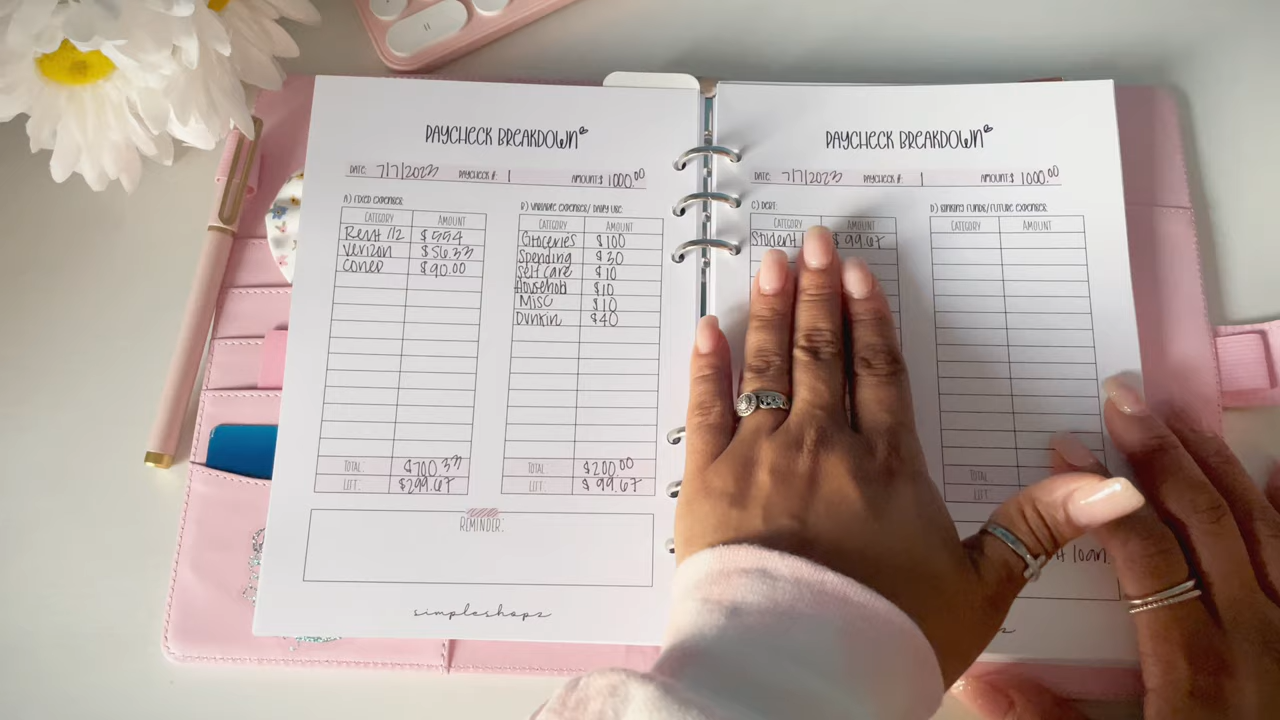 PAYCHECK BREAKDOWN
DATE: 7/7/2023 PAYCHECK #: 1 AMOUNT:$ 1000.00
A) FIXED EXPENSES
CATEGORY AMOUNT
Rent 1/2 $554
Verizon $56.33
coned $90.00
TOTAL: $700.33
LEFT: $299.67
B) VARIABLE EXPENSES/ DAILY USE
CATEGORY AMOUNT
Groceries $100
Spending $30
Self care $10
Household $10
Misc $10
Dunkin $40
TOTAL: $200.00
LEFT: $99.67
REMINDER:
simpleshopz
PAYCHECK BREAKDOWN
DATE: 7/7/2023 PAYCHECK #: 1 AMOUNT:$ 1000.00
C) DEBT:
CATEGORY AMOUNT
Student $99.67
D) SINKING FUNDS/FUTURE EXPENSES
CATEGORY AMOUNT
TOTAL:
LEFT:
loan.